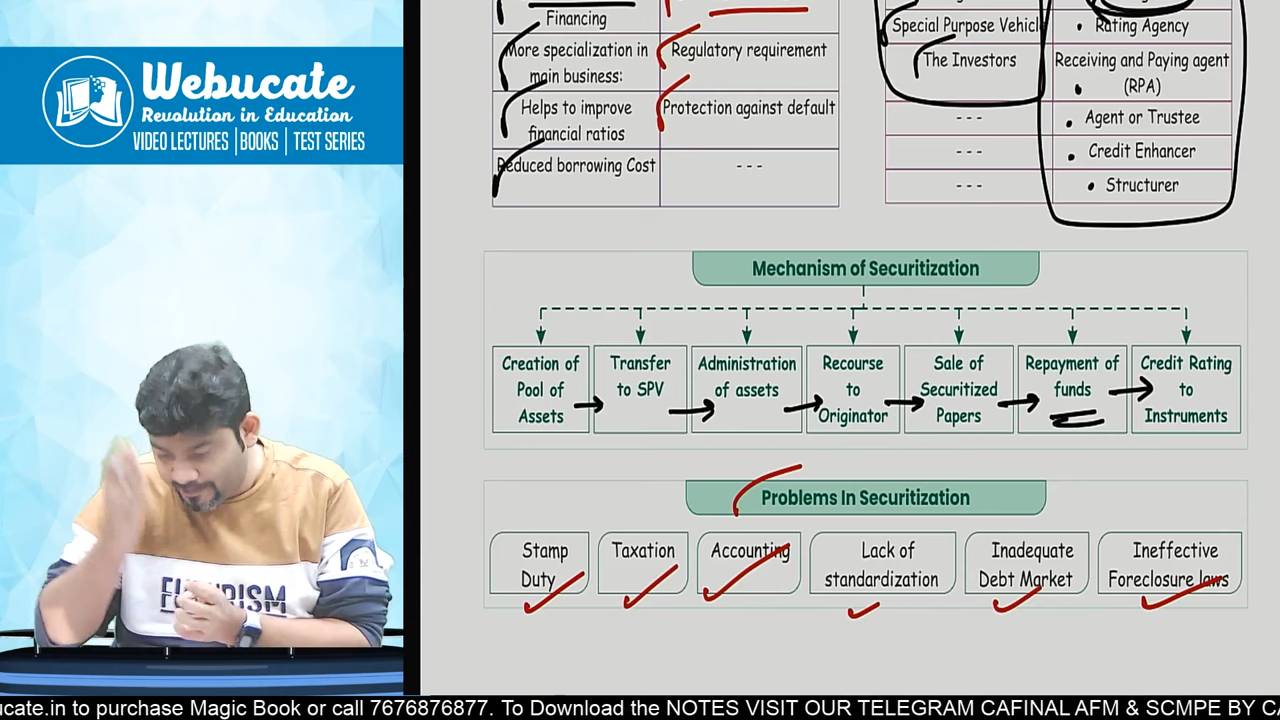 Webucate
Revolution in Education
VIDEO LECTURES | BOOKS | TEST SERIES
Financing
More specialization in
main business:
Regulatory requirement
Helps to improve
financial ratios
Protection against default
Reduced borrowing Cost
- - -
Special Purpose Vehicle
• Rating Agency
The Investors
Receiving and Paying agent
• (RPA)
- - -
• Agent or Trustee
- - -
• Credit Enhancer
- - -
• Structurer
Mechanism of Securitization
Creation of
Pool of
Assets
Transfer
to SPV
Administration
of assets
Recourse
to
Originator
Sale of
Securitized
Papers
Repayment of
funds
Credit Rating
to
Instruments
Problems In Securitization
Stamp
Duty
Taxation
Accounting
Lack of
standardization
Inadequate
Debt Market
Ineffective
Foreclosure laws
FUTURISM
ucate.in to purchase Magic Book or call 7676876877. To Download the NOTES VISIT OUR TELEGRAM CAFINAL AFM & SCMPE BY CA